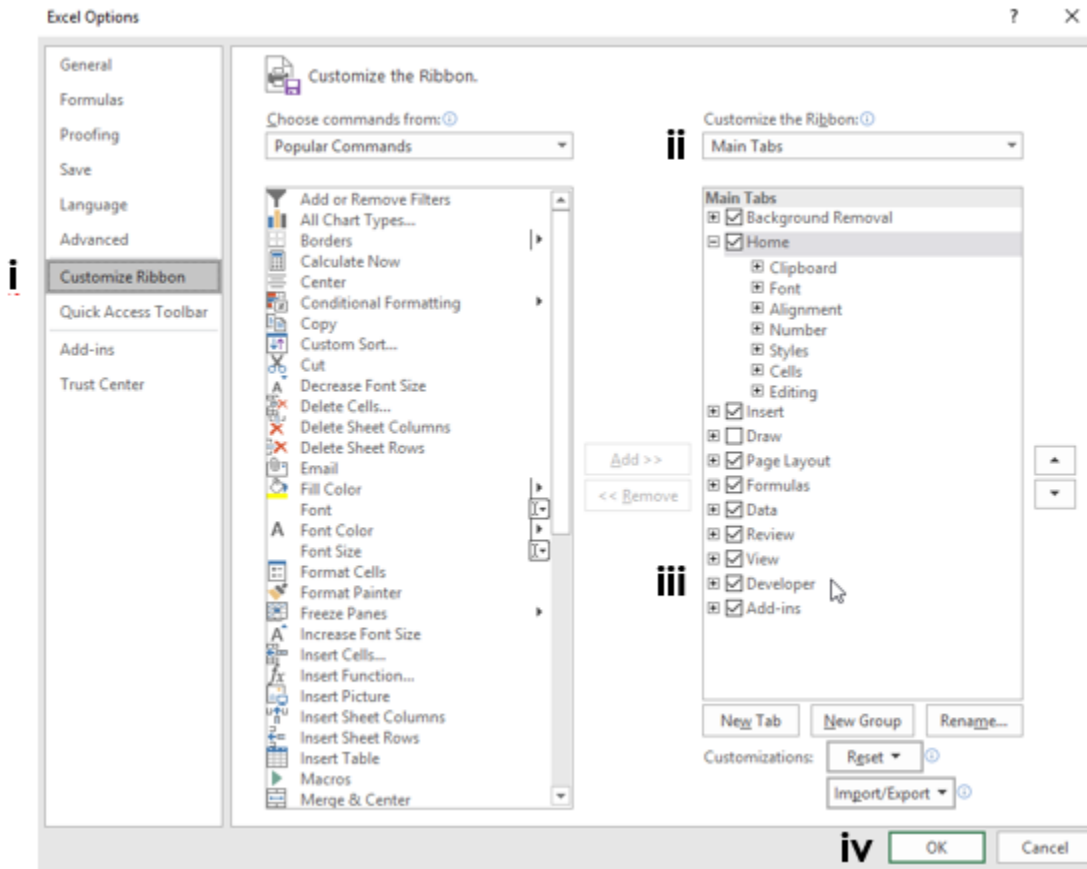 Excel Options
?
General
Formulas
Proofing
Save
Language
Advanced
i
Customize Ribbon
Quick Access Toolbar
Add-ins
Trust Center
Customize the Ribbon.
Choose commands from:
Popular Commands
Add or Remove Filters
All Chart Types...
Borders
Calculate Now
Center
Conditional Formatting
Copy
Custom Sort...
Cut
Decrease Font Size
Delete Cells...
Delete Sheet Columns
Delete Sheet Rows
Email
Fill Color
Font
Font Color
Font Size
Format Cells
Format Painter
Freeze Panes
Increase Font Size
Insert Cells...
Insert Function...
Insert Picture
Insert Sheet Columns
Insert Sheet Rows
Insert Table
Macros
Merge & Center
Add >>
<< Remove
Customize the Ribbon:
ii
Main Tabs
Main Tabs
Background Removal
Home
Clipboard
Font
Alignment
Number
Styles
Cells
Editing
Insert
Draw
Page Layout
Formulas
Data
Review
View
iii
Developer
Add-ins
New Tab New Group Rename...
Customizations: Reset
Import/Export
iv
OK Cancel